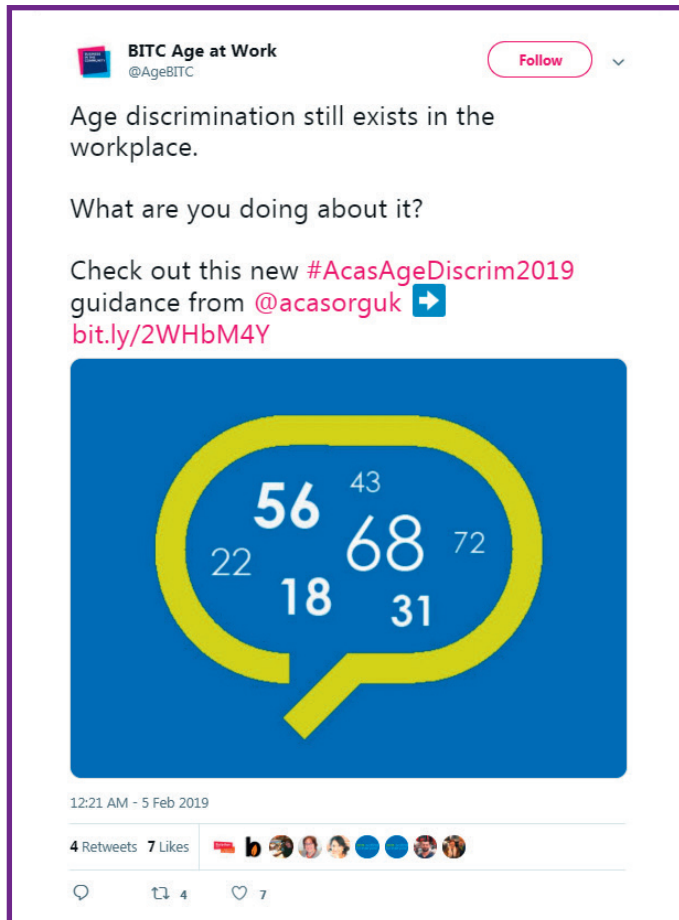 BITC Age at Work
@AgeBITC
Follow
Age discrimination still exists in the
workplace.
What are you doing about it?
Check out this new #AcasAgeDiscrim2019
guidance from @acasorguk ➡
bit.ly/2WHbM4Y
56 43
22 68 72
18 31
12:21 AM - 5 Feb 2019
4 Retweets 7 Likes
4 7